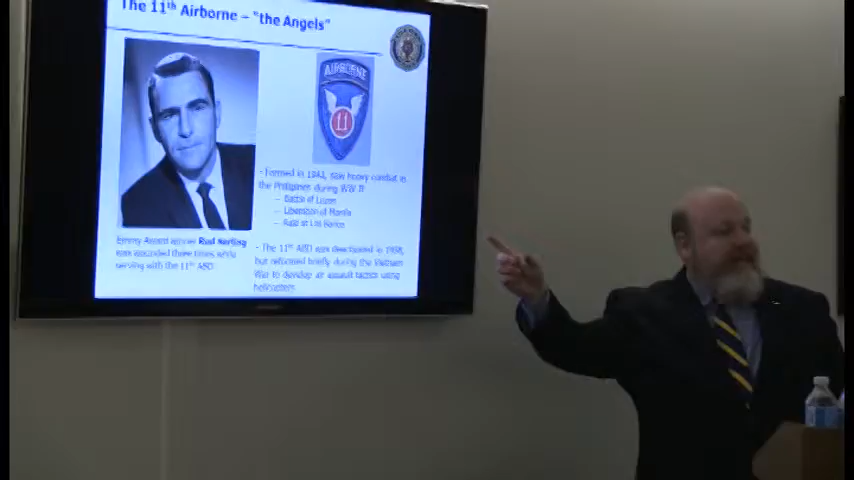 The 11th Airborne – "the Angels"
AIRBORNE
11
- Formed in 1943, saw heavy combat in
the Philippines during WW II
– Battle of Luzon
– Liberation of Manila
– Raid at Los Banos
Emmy Award winner Rod Serling
was wounded three times while
serving with the 11th ABD
- The 11th ABD was deactivated in 1958,
but reformed briefly during the Vietnam
War to develop air assault tactics using
helicopters.